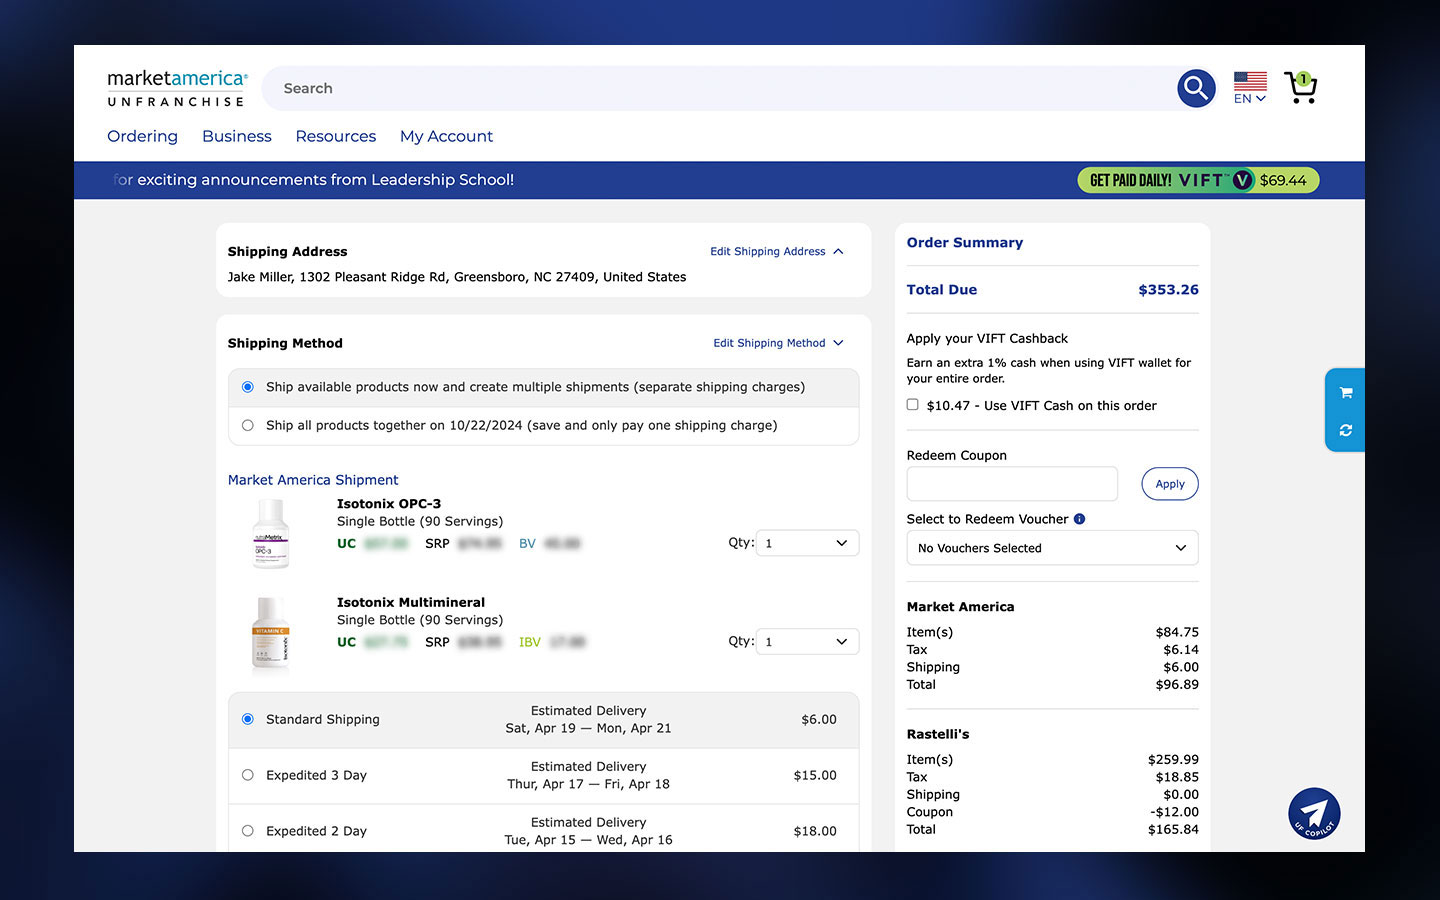 marketamerica®
UNFRANCHISE
Search
EN
1
Ordering Business Resources My Account
for exciting announcements from Leadership School!
GET PAID DAILY! VIFT™ V $69.44
Shipping Address
Edit Shipping Address
Jake Miller, 1302 Pleasant Ridge Rd, Greensboro, NC 27409, United States
Shipping Method
Edit Shipping Method
Ship available products now and create multiple shipments (separate shipping charges)
Ship all products together on 10/22/2024 (save and only pay one shipping charge)
Market America Shipment
nutraMetrix
OPC-3
Isotonix OPC-3
Single Bottle (90 Servings)
UC SRP BV
Qty: 1
VITAMIN C
Isotonix
Isotonix Multimineral
Single Bottle (90 Servings)
UC SRP IBV
Qty: 1
Standard Shipping
Estimated Delivery
Sat, Apr 19 — Mon, Apr 21
$6.00
Expedited 3 Day
Estimated Delivery
Thur, Apr 17 — Fri, Apr 18
$15.00
Expedited 2 Day
Estimated Delivery
Tue, Apr 15 — Wed, Apr 16
$18.00
Order Summary
Total Due $353.26
Apply your VIFT Cashback
Earn an extra 1% cash when using VIFT wallet for
your entire order.
$10.47 - Use VIFT Cash on this order
Redeem Coupon
Apply
Select to Redeem Voucher
No Vouchers Selected
Market America
Item(s) $84.75
Tax $6.14
Shipping $6.00
Total $96.89
Rastelli's
Item(s) $259.99
Tax $18.85
Shipping $0.00
Coupon -$12.00
Total $165.84
UF COPILOT